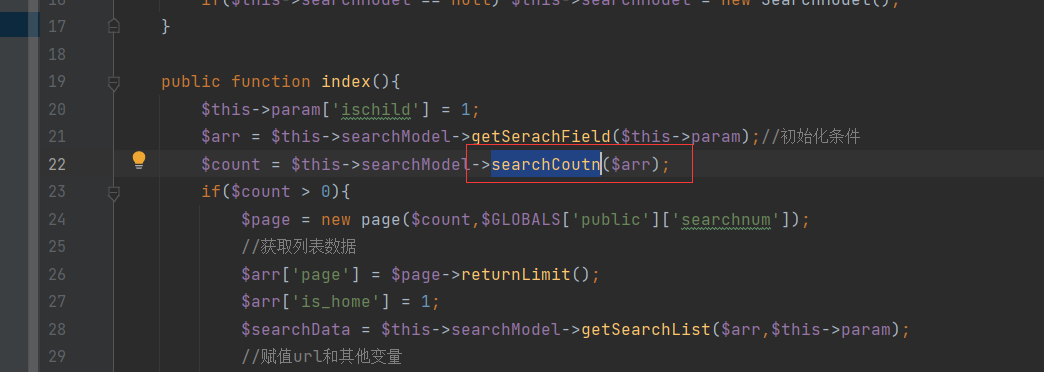 16 if($this->searchModel == null) $this->searchModel = new SearchModel();
17 }
18
19 public function index(){
20 $this->param['ischild'] = 1;
21 $arr = $this->searchModel->getSerachField($this->param);//初始化条件
22 $count = $this->searchModel->searchCoutn($arr);
23 if($count > 0){
24 $page = new page($count,$GLOBALS['public']['searchnum']);
25 //获取列表数据
26 $arr['page'] = $page->returnLimit();
27 $arr['is_home'] = 1;
28 $searchData = $this->searchModel->getSearchList($arr,$this->param);
29 //赋值url和其他变量